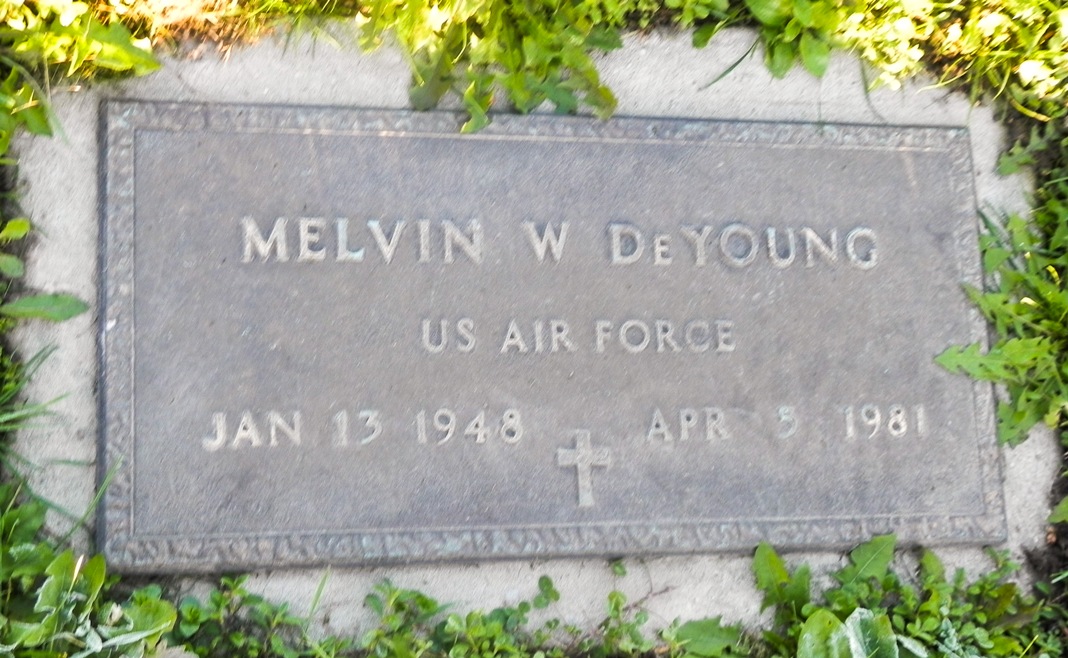 MELVIN W DeYOUNG
US AIR FORCE
JAN 13 1948 APR 5 1981